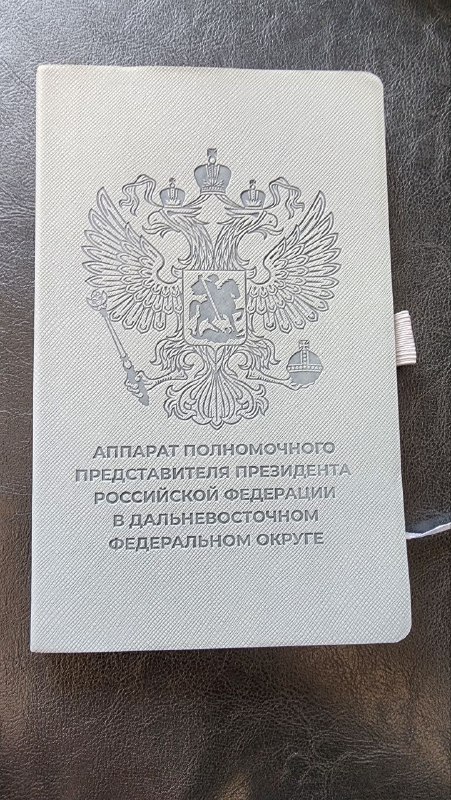 АППАРАТ ПОЛНОМОЧНОГО
ПРЕДСТАВИТЕЛЯ ПРЕЗИДЕНТА
РОССИЙСКОЙ ФЕДЕРАЦИИ
В ДАЛЬНЕВОСТОЧНОМ
ФЕДЕРАЛЬНОМ ОКРУГЕ